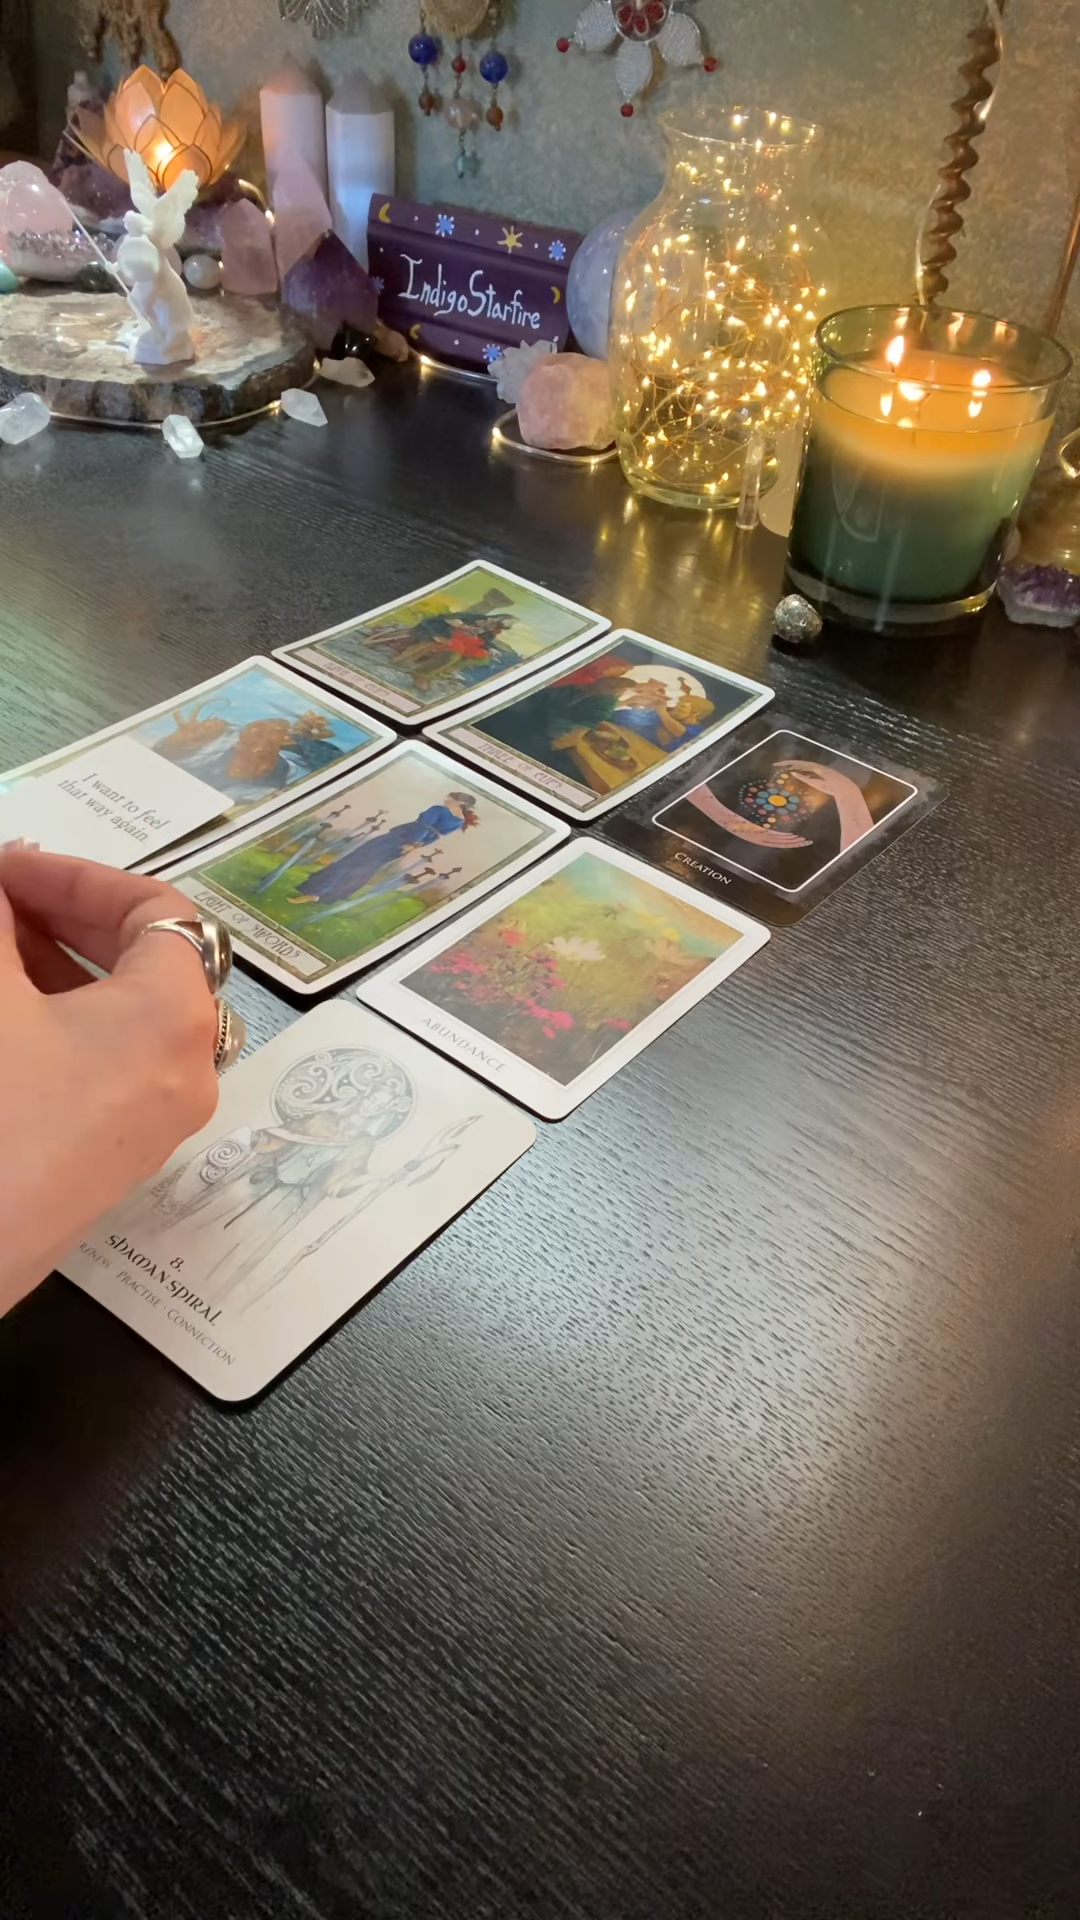 IndigoStarfire
THREE OF CUPS
I want to feel
that way again.
CREATION
EIGHT OF SWORDS
ABUNDANCE
8.
SHAMAN SPIRAL
PRACTISE · CONNECTION